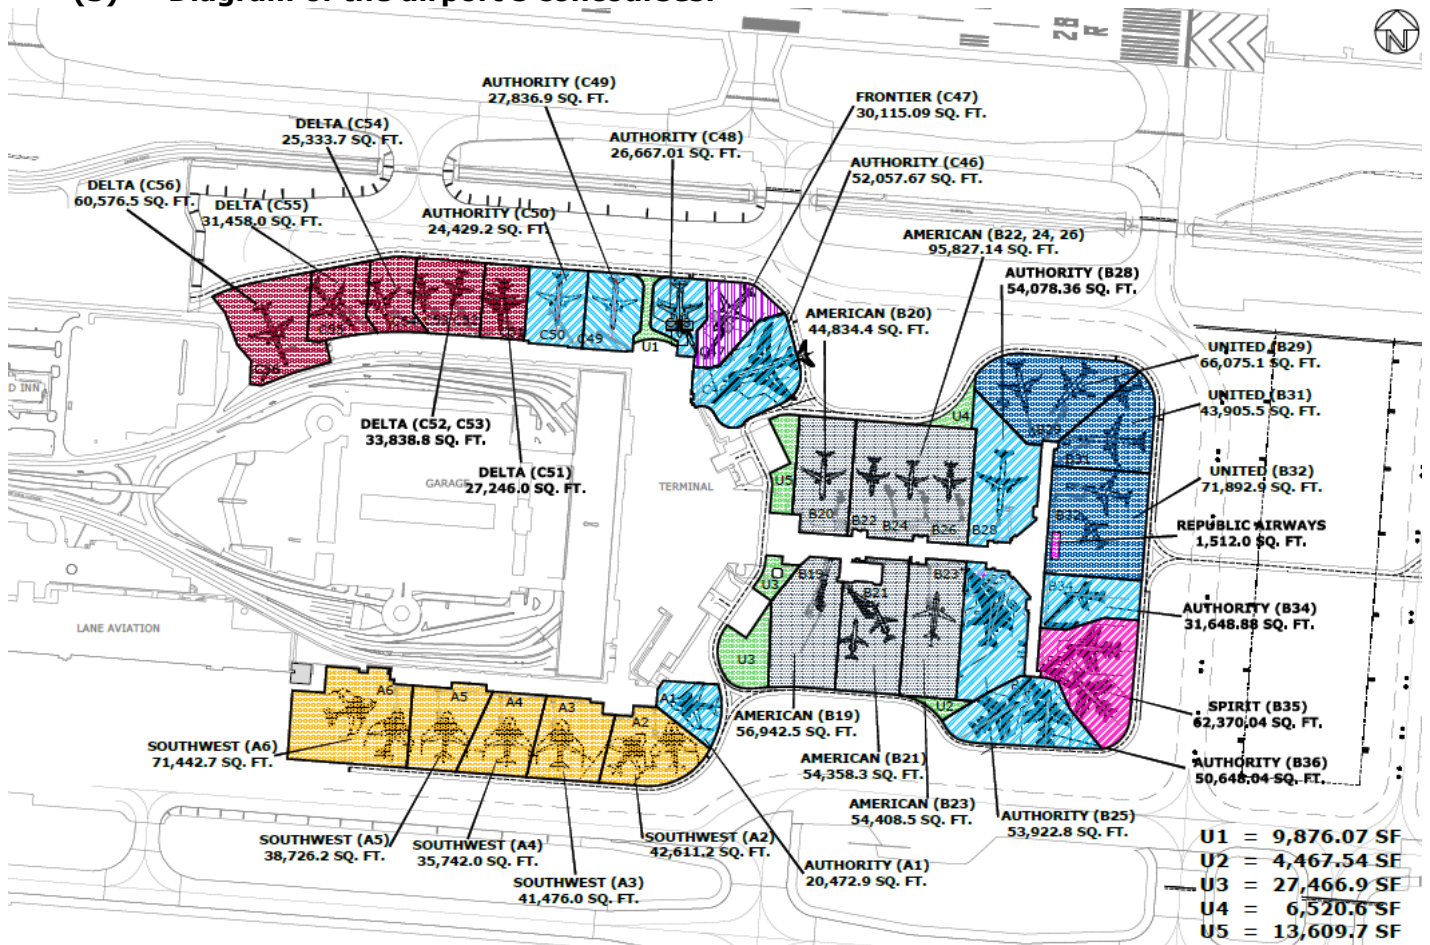 (3) Diagram of the airport's concourses.
28
R
N
AUTHORITY (C49)
27,836.9 SQ. FT.
FRONTIER (C47)
30,115.09 SQ. FT.
DELTA (C54)
25,333.7 SQ. FT.
AUTHORITY (C48)
26,667.01 SQ. FT.
AUTHORITY (C46)
52,057.67 SQ. FT.
DELTA (C56)
60,576.5 SQ. FT.
DELTA (C55)
31,458.0 SQ. FT.
AUTHORITY (C50)
24,429.2 SQ. FT.
AMERICAN (B22, 24, 26)
95,827.14 SQ. FT.
AUTHORITY (B28)
54,078.36 SQ. FT.
AMERICAN (B20)
44,834.4 SQ. FT.
UNITED (B29)
66,075.1 SQ. FT.
UNITED (B31)
43,905.5 SQ. FT.
UNITED (B32)
71,892.9 SQ. FT.
REPUBLIC AIRWAYS
1,512.0 SQ. FT.
C50
C49
U1
D INN
DELTA (C52, C53)
33,838.8 SQ. FT.
DELTA (C51)
27,246.0 SQ. FT.
GARAGE
TERMINAL
U4
U5
B20
B22
B24
B26
B28
B29
B31
B32
B19
B21
B23
U3
U3
U2
LANE AVIATION
AUTHORITY (B34)
31,648.88 SQ. FT.
SPIRIT (B35)
62,370.04 SQ. FT.
AUTHORITY (B36)
50,648.04 SQ. FT.
A6
A5
A4
A3
A2
A1
SOUTHWEST (A6)
71,442.7 SQ. FT.
AMERICAN (B19)
56,942.5 SQ. FT.
AMERICAN (B21)
54,358.3 SQ. FT.
AMERICAN (B23)
54,408.5 SQ. FT.
AUTHORITY (B25)
53,922.8 SQ. FT.
SOUTHWEST (A5)
38,726.2 SQ. FT.
SOUTHWEST (A4)
35,742.0 SQ. FT.
SOUTHWEST (A2)
42,611.2 SQ. FT.
SOUTHWEST (A3)
41,476.0 SQ. FT.
AUTHORITY (A1)
20,472.9 SQ. FT.
U1 = 9,876.07 SF
U2 = 4,467.54 SF
U3 = 27,466.9 SF
U4 = 6,520.6 SF
U5 = 13,609.7 SF